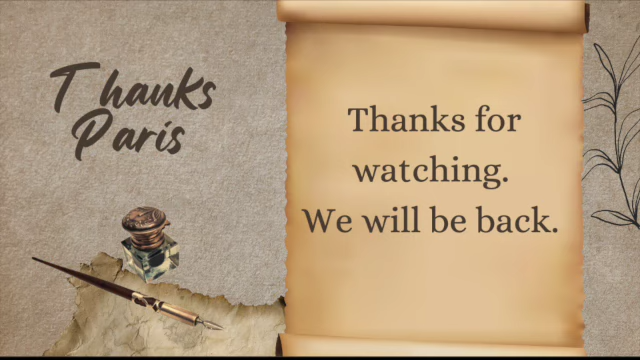 Thanks
Paris
Thanks for
watching.
We will be back.